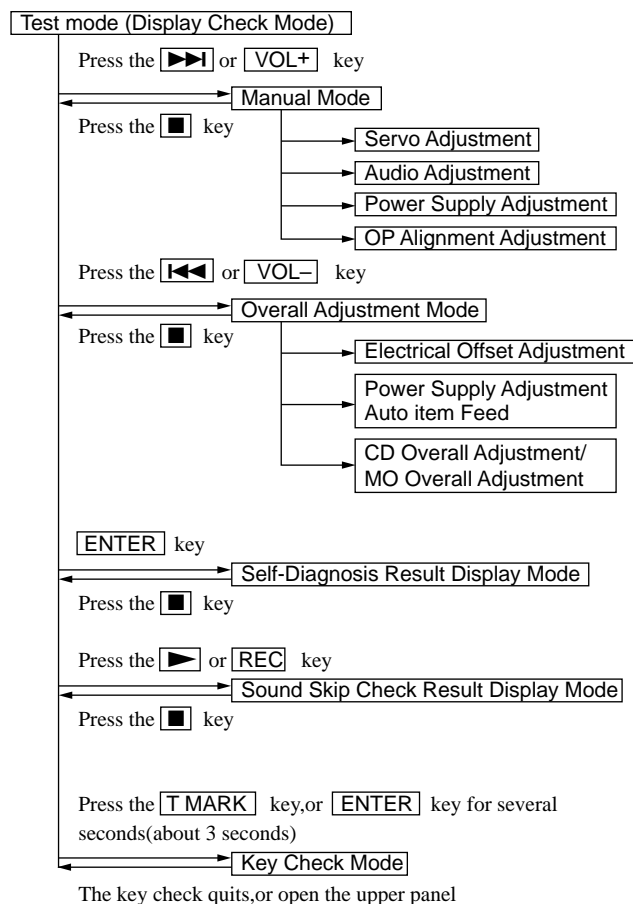 Test mode (Display Check Mode)
Press the ▶▶I or VOL+ key
Manual Mode
Press the ■ key
Servo Adjustment
Audio Adjustment
Power Supply Adjustment
OP Alignment Adjustment
Press the I◀◀ or VOL– key
Overall Adjustment Mode
Press the ■ key
Electrical Offset Adjustment
Power Supply Adjustment
Auto item Feed
CD Overall Adjustment/
MO Overall Adjustment
ENTER key
Self-Diagnosis Result Display Mode
Press the ■ key
Press the ▶ or REC key
Sound Skip Check Result Display Mode
Press the ■ key
Press the T MARK key,or ENTER key for several
seconds(about 3 seconds)
Key Check Mode
The key check quits,or open the upper panel